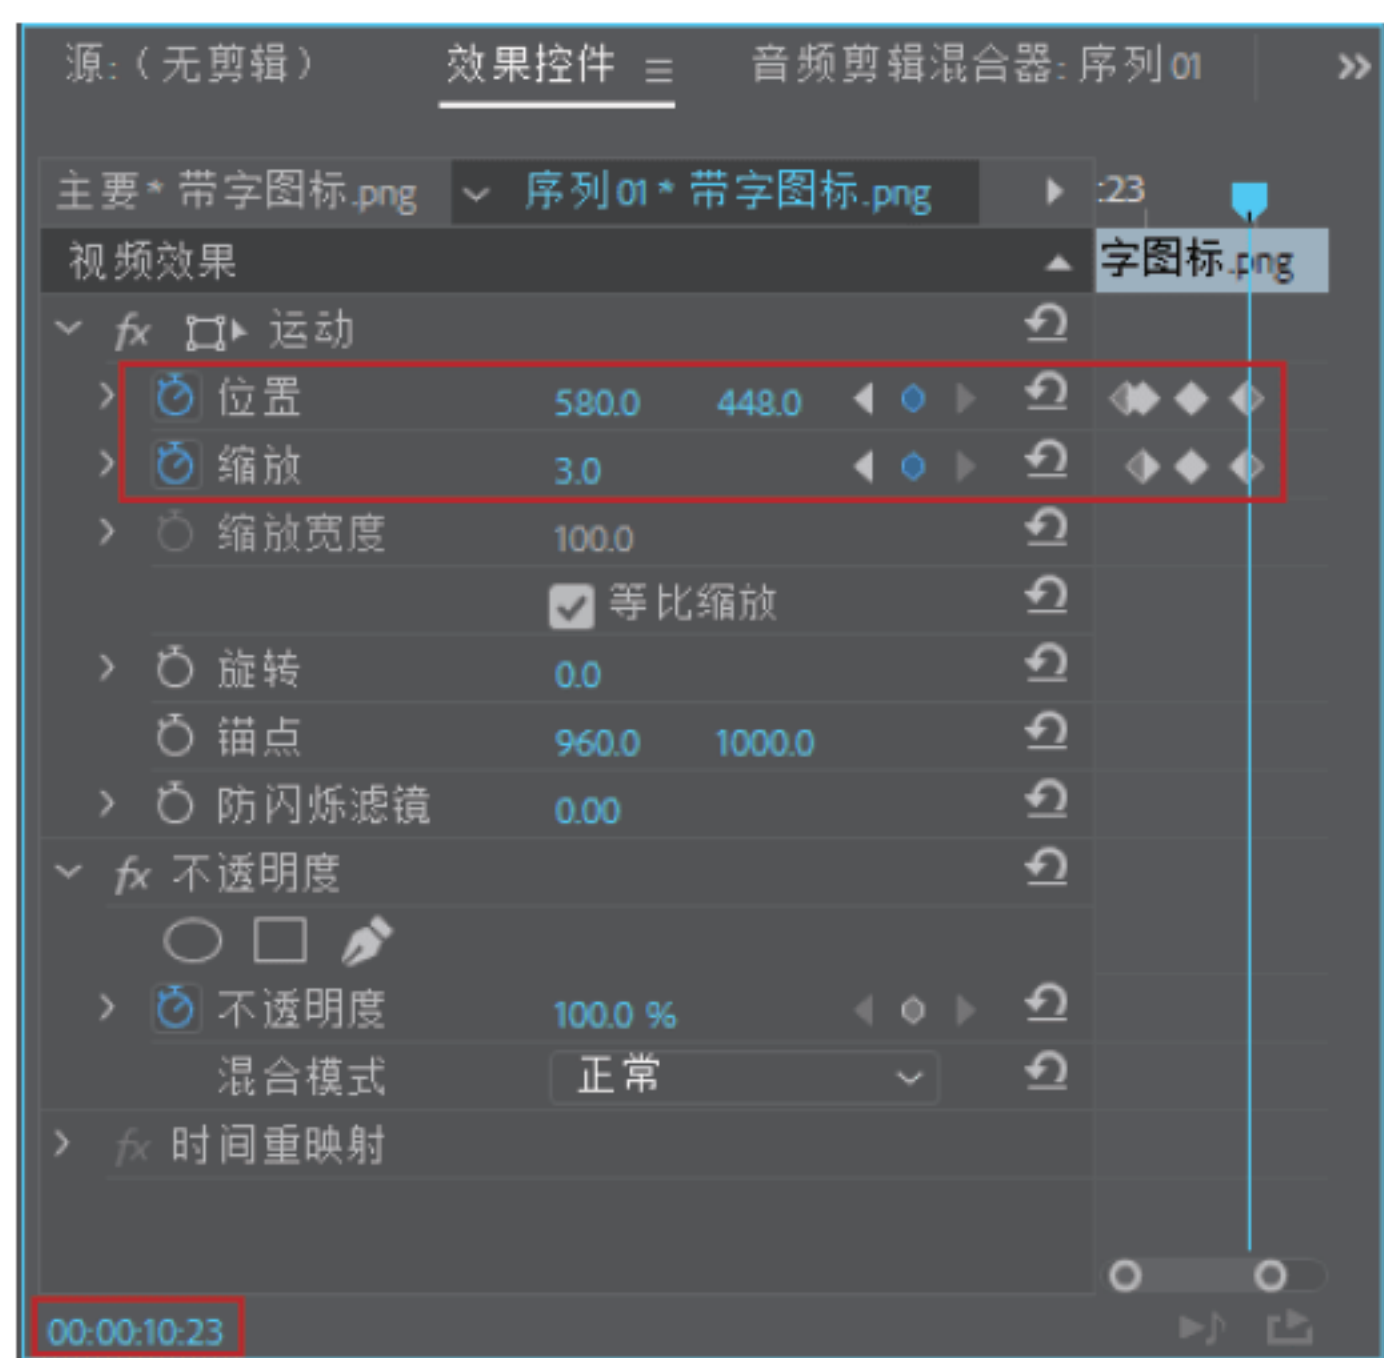 源:（无剪辑） 效果控件 音频剪辑混合器: 序列 01
主要* 带字图标.png 序列 01* 带字图标.png :23
视频效果 字图标.png
fx 运动
位置 580.0 448.0
缩放 3.0
缩放宽度 100.0
等比缩放
旋转 0.0
锚点 960.0 1000.0
防闪烁滤镜 0.00
fx 不透明度
不透明度 100.0 %
混合模式 正常
fx 时间重映射
00:00:10:23